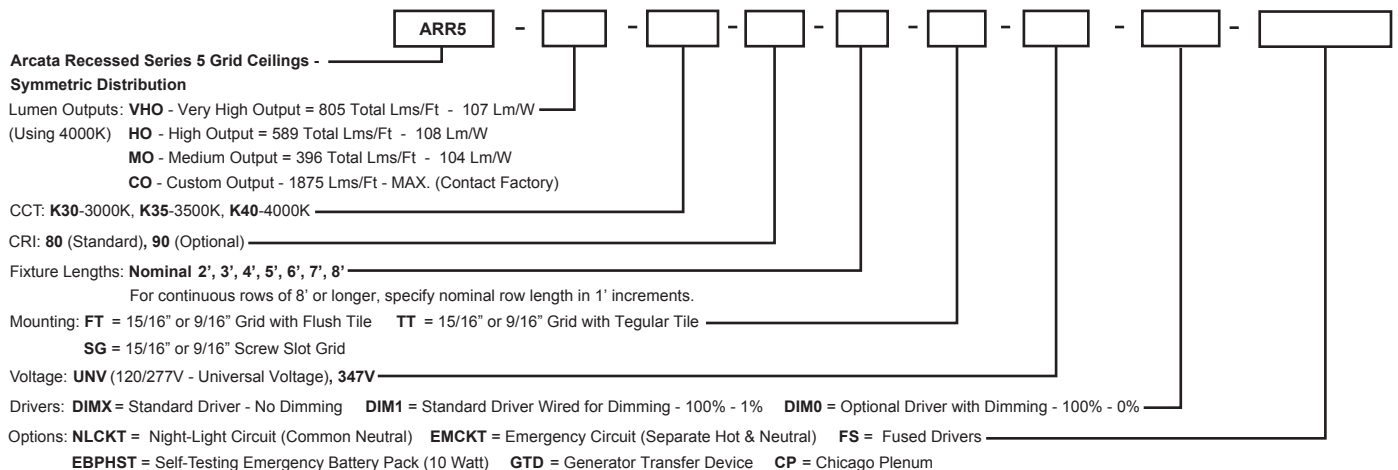 ARR5 - - - - - - - -
Arcata Recessed Series 5 Grid Ceilings -
Symmetric Distribution
Lumen Outputs: VHO - Very High Output = 805 Total Lms/Ft - 107 Lm/W
(Using 4000K) HO - High Output = 589 Total Lms/Ft - 108 Lm/W
MO - Medium Output = 396 Total Lms/Ft - 104 Lm/W
CO - Custom Output - 1875 Lms/Ft - MAX. (Contact Factory)
CCT: K30-3000K, K35-3500K, K40-4000K
CRI: 80 (Standard), 90 (Optional)
Fixture Lengths: Nominal 2’, 3’, 4’, 5’, 6’, 7’, 8’
For continuous rows of 8’ or longer, specify nominal row length in 1’ increments.
Mounting: FT = 15/16” or 9/16” Grid with Flush Tile TT = 15/16” or 9/16” Grid with Tegular Tile
SG = 15/16” or 9/16” Screw Slot Grid
Voltage: UNV (120/277V - Universal Voltage), 347V
Drivers: DIMX = Standard Driver - No Dimming DIM1 = Standard Driver Wired for Dimming - 100% - 1% DIM0 = Optional Driver with Dimming - 100% - 0%
Options: NLCKT = Night-Light Circuit (Common Neutral) EMCKT = Emergency Circuit (Separate Hot & Neutral) FS = Fused Drivers
EBPHST = Self-Testing Emergency Battery Pack (10 Watt) GTD = Generator Transfer Device CP = Chicago Plenum